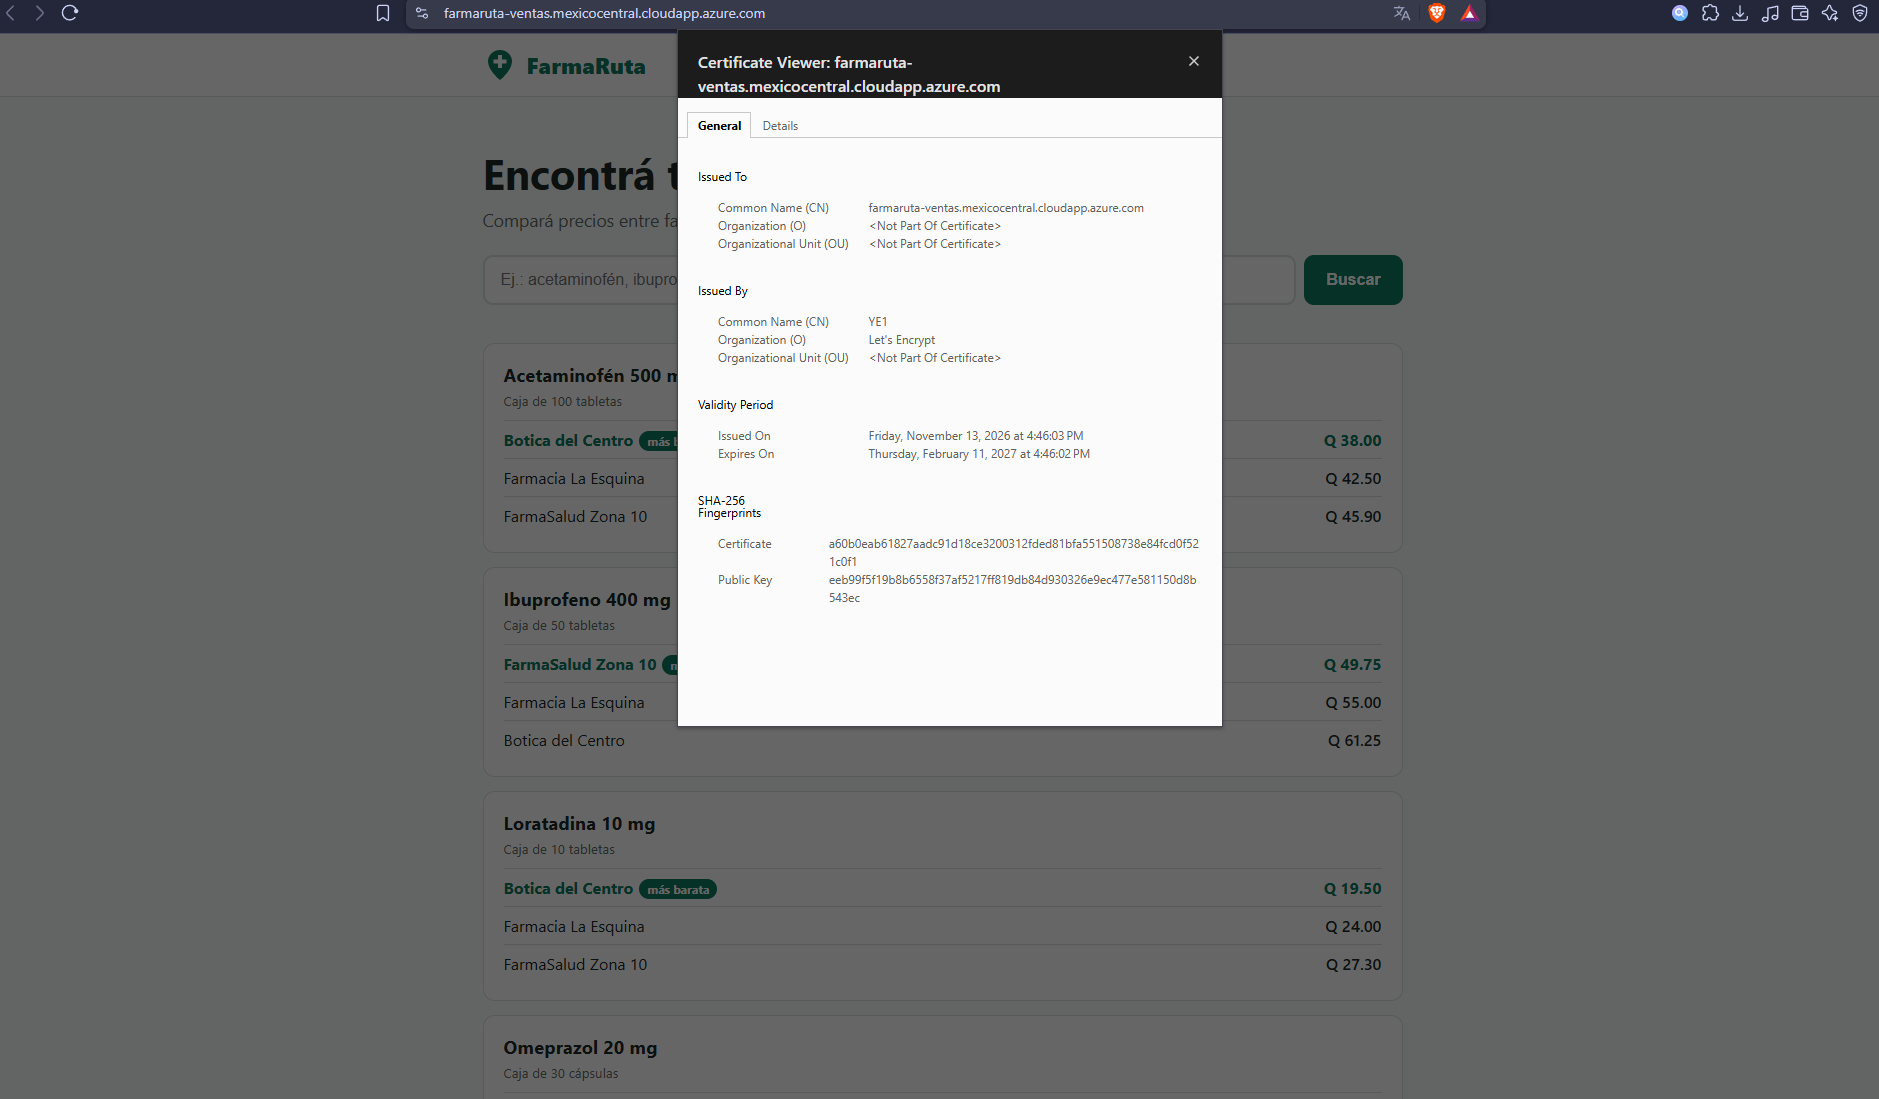 farmaruta-ventas.mexicocentral.cloudapp.azure.com
FarmaRuta
Certificate Viewer: farmaruta-
ventas.mexicocentral.cloudapp.azure.com
General Details
Issued To
Common Name (CN) farmaruta-ventas.mexicocentral.cloudapp.azure.com
Organization (O) <Not Part Of Certificate>
Organizational Unit (OU) <Not Part Of Certificate>
Issued By
Common Name (CN) YE1
Organization (O) Let's Encrypt
Organizational Unit (OU) <Not Part Of Certificate>
Validity Period
Issued On Friday, November 13, 2026 at 4:46:03 PM
Expires On Thursday, February 11, 2027 at 4:46:02 PM
SHA-256
Fingerprints
Certificate a60b0eab61827aadc91d18ce3200312fded81bfa551508738e84fcd0f52
1c0f1
Public Key eeb99f5f19b8b6558f37af5217ff819db84d930326e9ec477e581150d8b
543ec
Encontrá
Compará precios entre fa
Ej.: acetaminofén, ibupro
Buscar
Acetaminofén 500 m
Caja de 100 tabletas
Botica del Centro más Q 38.00
Farmacia La Esquina Q 42.50
FarmaSalud Zona 10 Q 45.90
Ibuprofeno 400 mg
Caja de 50 tabletas
FarmaSalud Zona 10 Q 49.75
Farmacia La Esquina Q 55.00
Botica del Centro Q 61.25
Loratadina 10 mg
Caja de 10 tabletas
Botica del Centro más barata Q 19.50
Farmacia La Esquina Q 24.00
FarmaSalud Zona 10 Q 27.30
Omeprazol 20 mg
Caja de 30 cápsulas